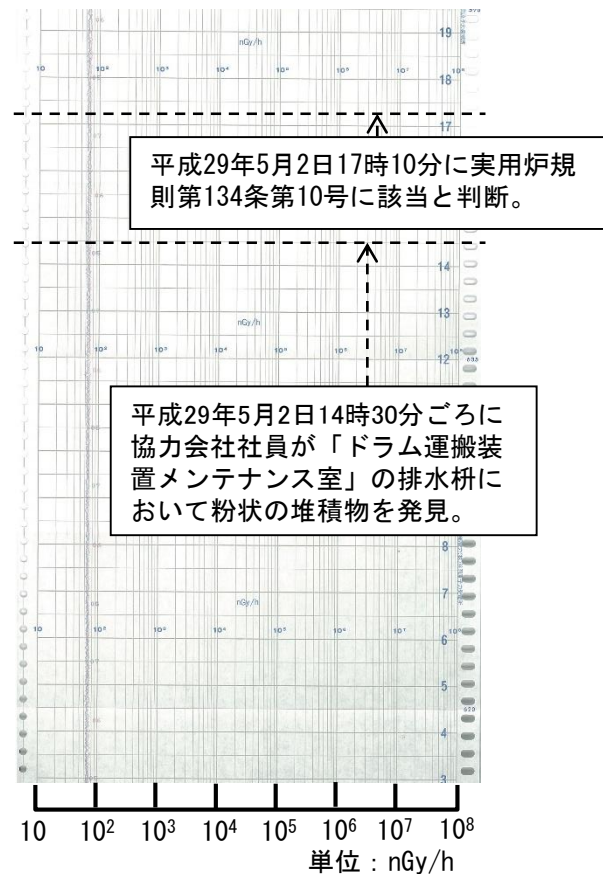 19
nGy/h
10 10² 10³ 10⁴ 10⁵ 10⁶ 10⁷ 10⁸
18
17
平成29年5月2日17時10分に実用炉規
則第134条第10号に該当と判断。
14
13
nGy/h
10 10² 10³ 10⁴ 10⁵ 10⁶ 10⁷ 10⁸
12
平成29年5月2日14時30分ごろに
協力会社社員が「ドラム運搬装
置メンテナンス室」の排水枡に
おいて粉状の堆積物を発見。
8
7
nGy/h
10 10² 10³ 10⁴ 10⁵ 10⁶ 10⁷ 10⁸
6
5
4
3
10 10² 10³ 10⁴ 10⁵ 10⁶ 10⁷ 10⁸
単位：nGy/h